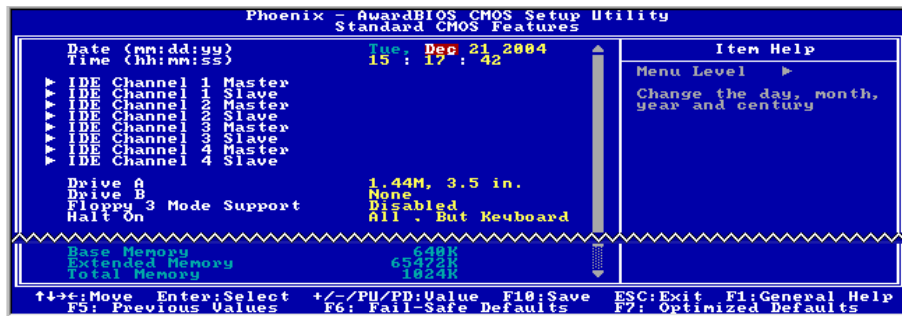 Phoenix - AwardBIOS CMOS Setup Utility
Standard CMOS Features
Date (mm:dd:yy) Tue, Dec 21 2004
Time (hh:mm:ss) 15 : 17 : 42
► IDE Channel 1 Master
► IDE Channel 1 Slave
► IDE Channel 2 Master
► IDE Channel 2 Slave
► IDE Channel 3 Master
► IDE Channel 3 Slave
► IDE Channel 4 Master
► IDE Channel 4 Slave
Drive A 1.44M, 3.5 in.
Drive B None
Floppy 3 Mode Support Disabled
Halt On All , But Keyboard
Base Memory 640K
Extended Memory 65472K
Total Memory 1024K
Item Help
Menu Level ►
Change the day, month,
year and century
↑↓→←:Move Enter:Select +/-/PU/PD:Value F10:Save ESC:Exit F1:General Help
F5: Previous Values F6: Fail-Safe Defaults F7: Optimized Defaults